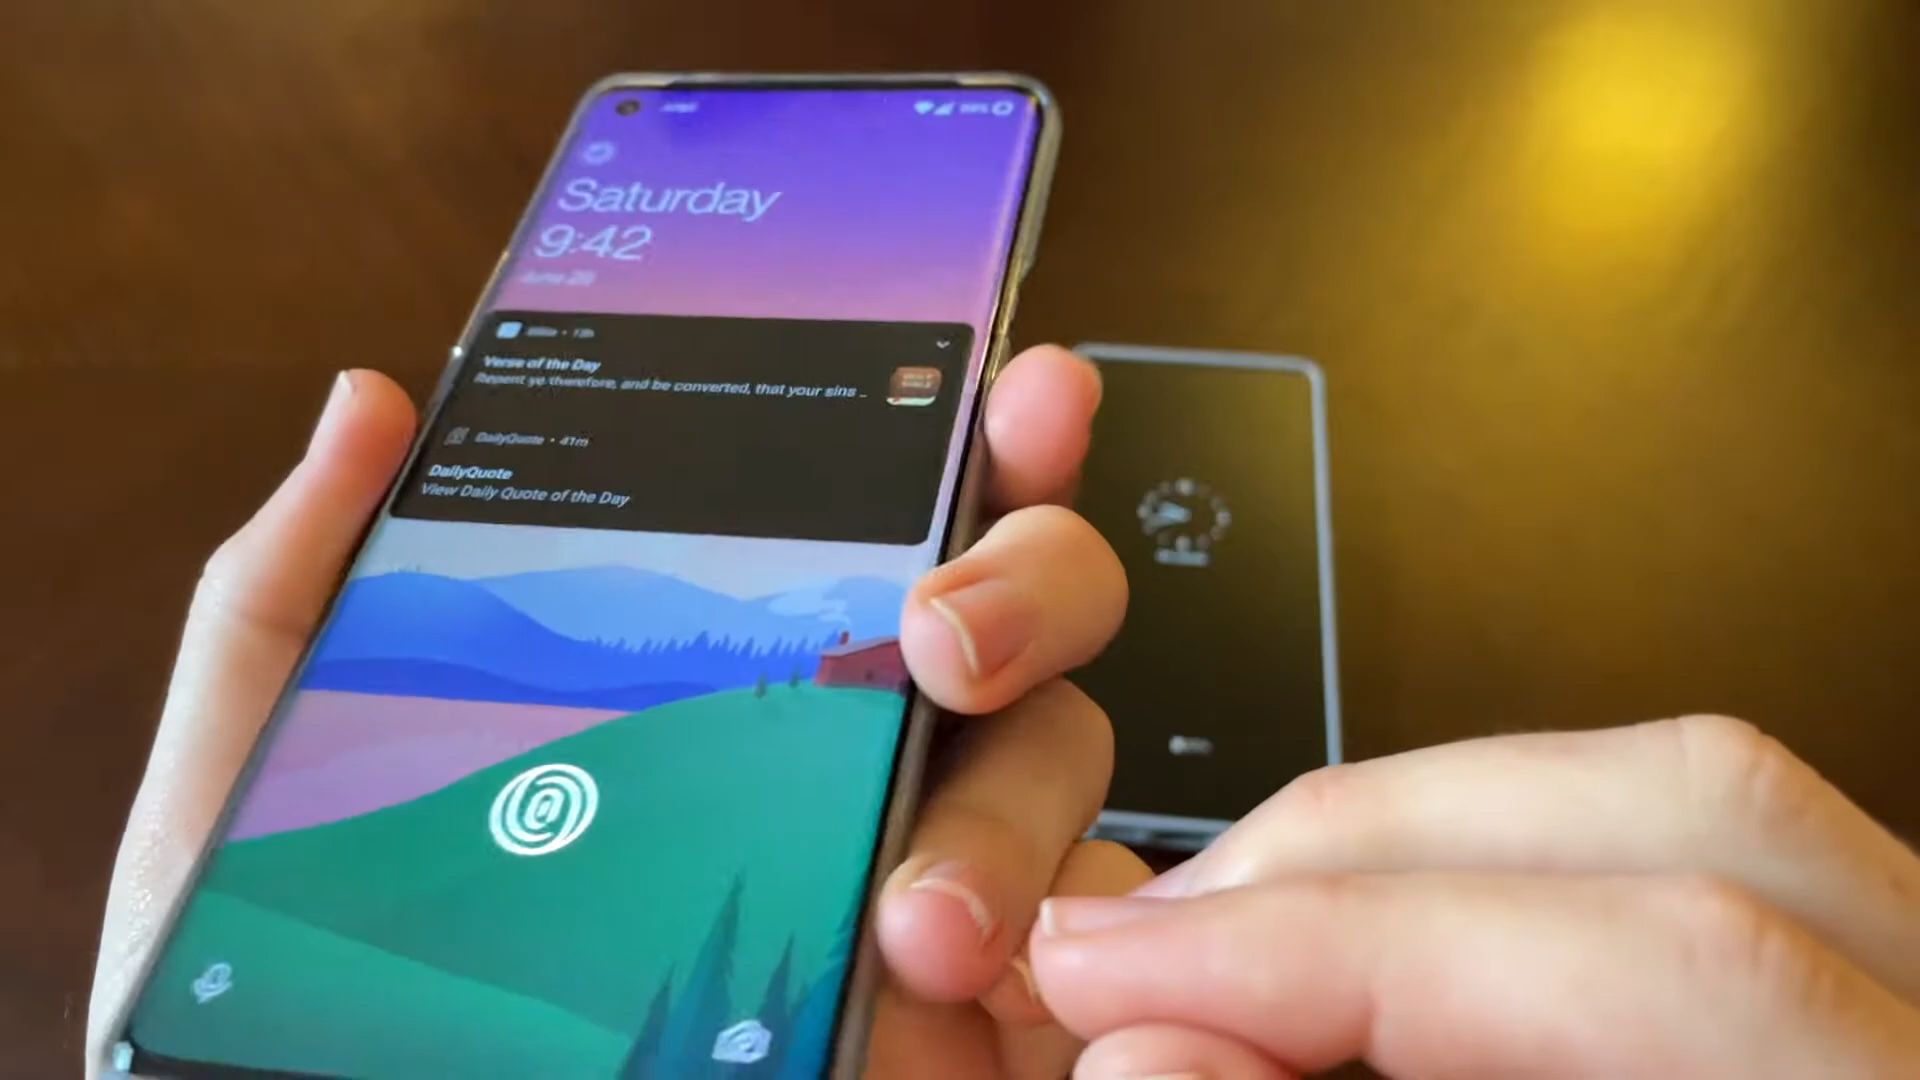 Saturday
9:42
Verse of the Day
Repent ye therefore, and be converted, that your sins ..
DailyQuote • 41m
DailyQuote
View Daily Quote of the Day